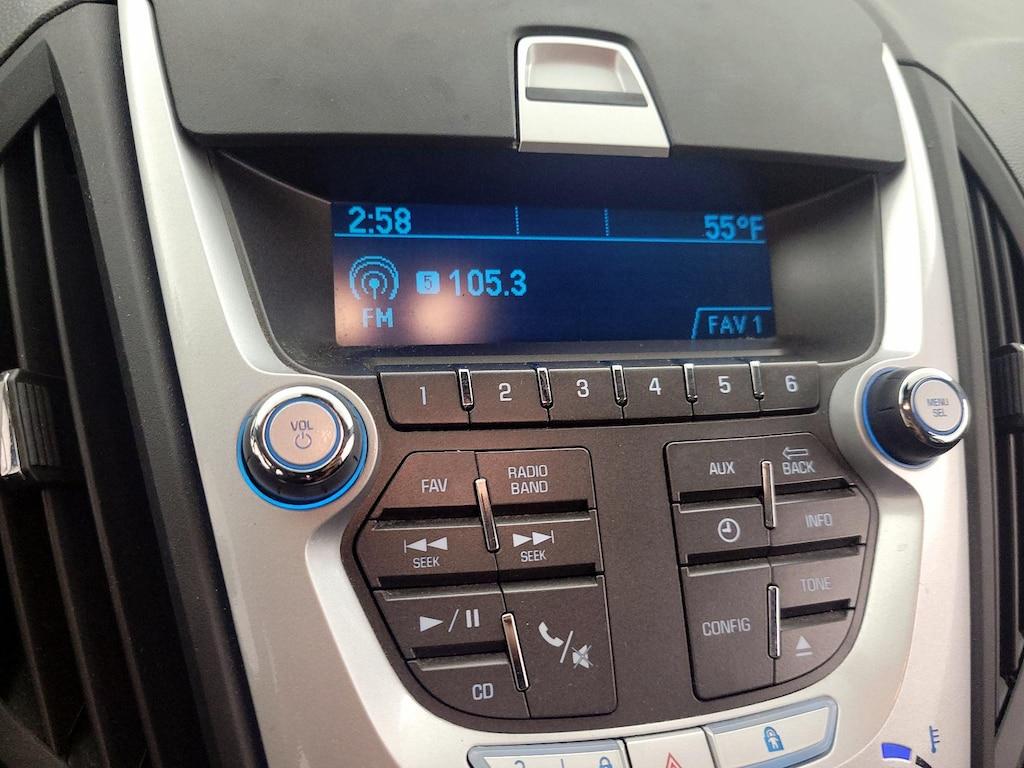 2:58 55°F
5 105.3
FM
FAV 1
1 2 3 4 5 6
VOL
MENU
SEL
FAV
RADIO
BAND
AUX
BACK
SEEK
SEEK
INFO
TONE
CONFIG
CD